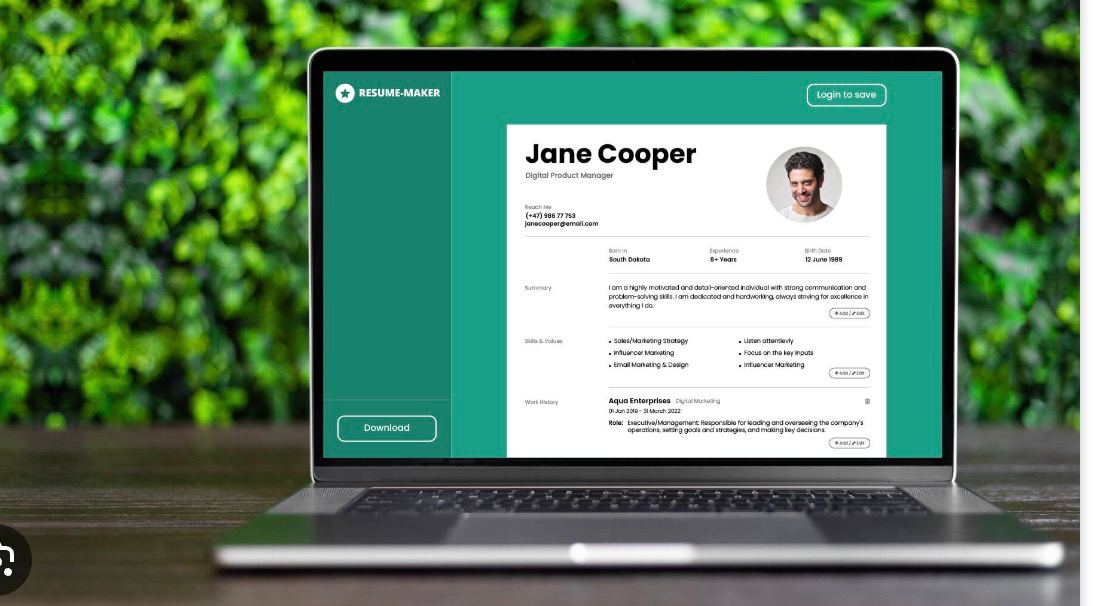 RESUME-MAKER
Login to save
Jane Cooper
Digital Product Manager
Reach Me
(+47) 986 77 753
janecooper@email.com
Born in
Experience
Birth Date
South Dakota
8+ Years
12 June 1989
Summary
I am a highly motivated and detail-oriented individual with strong communication and
problem-solving skills. I am dedicated and hardworking, always striving for excellence in
everything I do.
+ Add / Edit
Skills & Values
Sales/Marketing Strategy
Influencer Marketing
Email Marketing & Design
Listen attentievly
Focus on the key inputs
Influencer Marketing
+ Add / Edit
Work History
Aqua Enterprises Digital Marketing
01 Jan 2019 - 31 March 2022
Role: Executive/Management: Responsible for leading and overseeing the company's
operations, setting goals and strategies, and making key decisions.
+ Add / Edit
Download